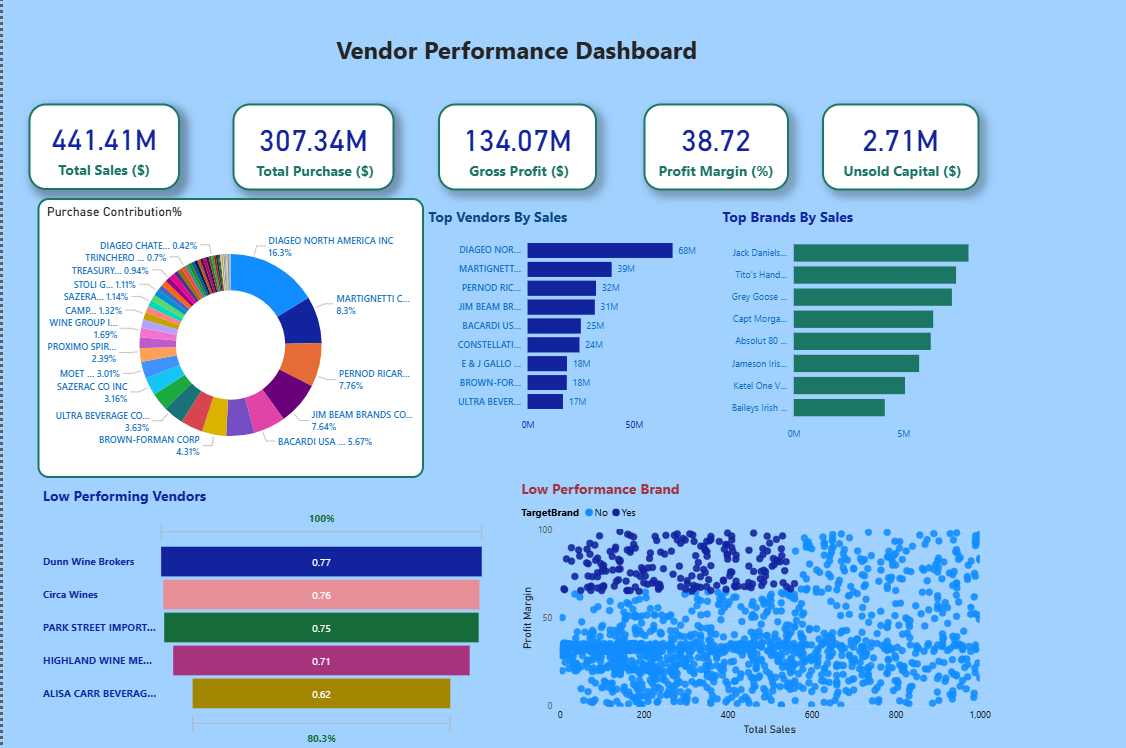 Vendor Performance Dashboard
441.41M
Total Sales ($)
307.34M
Total Purchase ($)
134.07M
Gross Profit ($)
38.72
Profit Margin (%)
2.71M
Unsold Capital ($)
Purchase Contribution%
DIAGEO CHATE... 0.42%
TRINCHERO ... 0.7%
TREASURY... 0.94%
STOLI G... 1.11%
SAZERA... 1.14%
CAMP... 1.32%
WINE GROUP I...
1.69%
PROXIMO SPIR...
2.39%
MOET ... 3.01%
SAZERAC CO INC
3.16%
ULTRA BEVERAGE CO...
3.63%
BROWN-FORMAN CORP
4.31%
DIAGEO NORTH AMERICA INC
16.3%
MARTIGNETTI C...
8.3%
PERNOD RICAR...
7.76%
JIM BEAM BRANDS CO...
7.64%
BACARDI USA ... 5.67%
Top Vendors By Sales
DIAGEO NOR... 68M
MARTIGNETT... 39M
PERNOD RIC... 32M
JIM BEAM BR... 31M
BACARDI US... 25M
CONSTELLATI... 24M
E & J GALLO ... 18M
BROWN-FOR... 18M
ULTRA BEVER... 17M
0M 50M
Top Brands By Sales
Jack Daniels...
Tito's Hand...
Grey Goose ...
Capt Morga...
Absolut 80 ...
Jameson Iris...
Ketel One V...
Baileys Irish ...
0M 5M
Low Performing Vendors
100%
Dunn Wine Brokers 0.77
Circa Wines 0.76
PARK STREET IMPORT... 0.75
HIGHLAND WINE ME... 0.71
ALISA CARR BEVERAG... 0.62
80.3%
Low Performance Brand
TargetBrand No Yes
Profit Margin
100
50
0
0 200 400 600 800 1,000
Total Sales